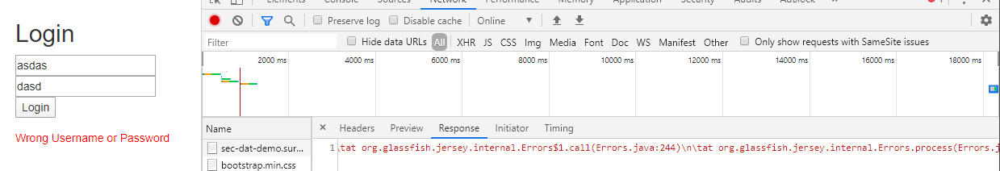 Elements Console Sources Network Performance Memory Application Security Audits AdBlock »
Preserve log Disable cache Online
Login
Filter Hide data URLs All XHR JS CSS Img Media Font Doc WS Manifest Other Only show requests with SameSite issues
2000 ms 4000 ms 6000 ms 8000 ms 10000 ms 12000 ms 14000 ms 16000 ms 18000 ms
asdas
dasd
Login
Name × Headers Preview Response Initiator Timing
Wrong Username or Password
sec-dat-demo.sur... 1 \tat org.glassfish.jersey.internal.Errors$1.call(Errors.java:244)\n\tat org.glassfish.jersey.internal.Errors.process(Errors.j
bootstrap.min.css